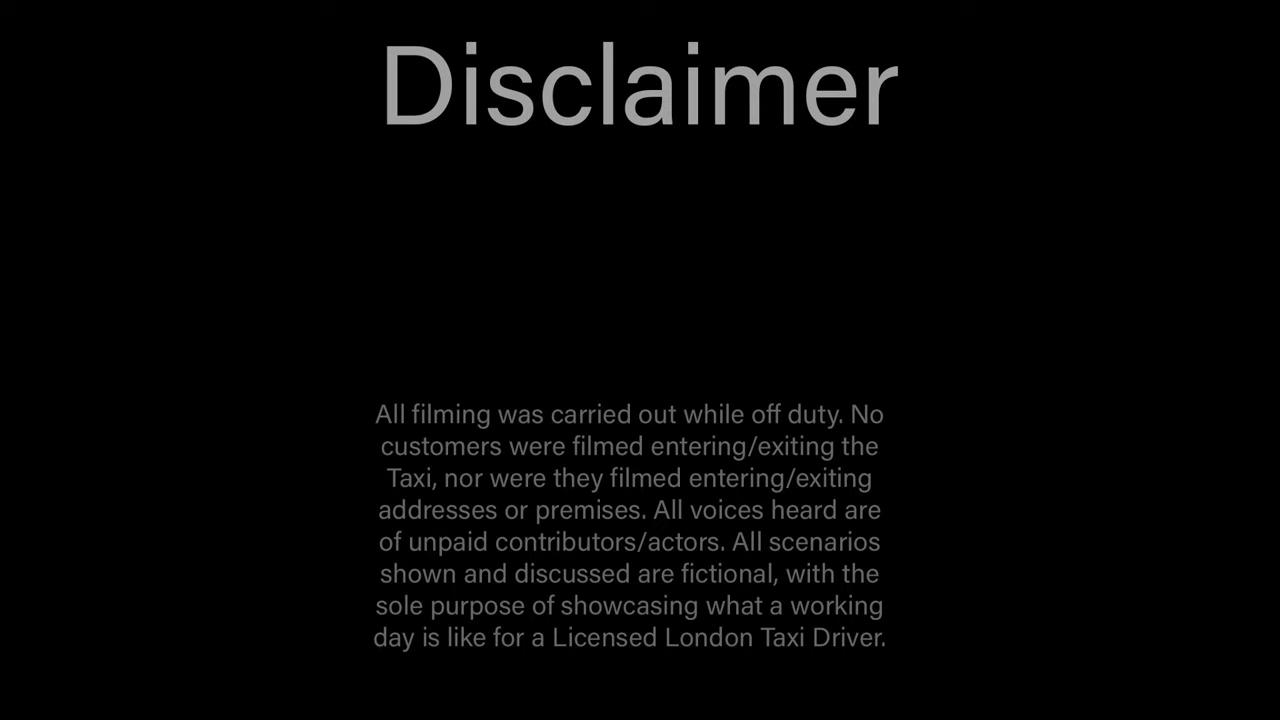 Disclaimer
All filming was carried out while off duty. No
customers were filmed entering/exiting the
Taxi, nor were they filmed entering/exiting
addresses or premises. All voices heard are
of unpaid contributors/actors. All scenarios
shown and discussed are fictional, with the
sole purpose of showcasing what a working
day is like for a Licensed London Taxi Driver.